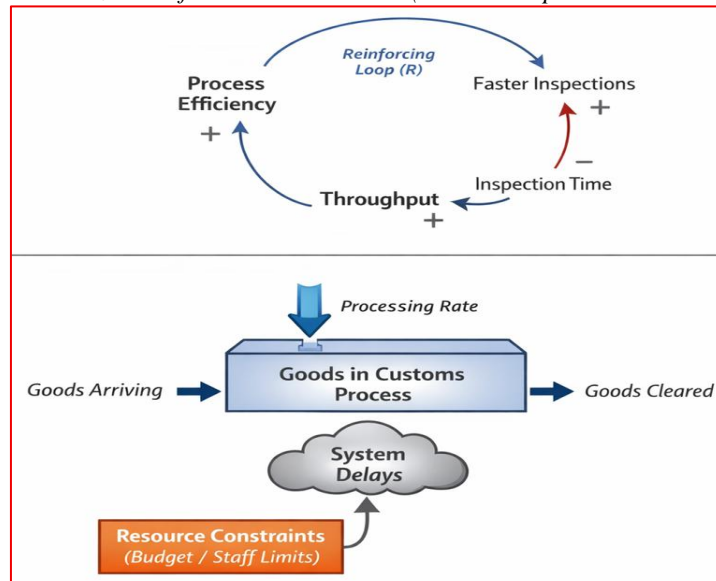 Reinforcing
Loop (R)
Process
Efficiency
+
Faster Inspections
+
−
Inspection Time
Throughput
+
Processing Rate
Goods in Customs
Process
Goods Arriving
Goods Cleared
System
Delays
Resource Constraints
(Budget / Staff Limits)